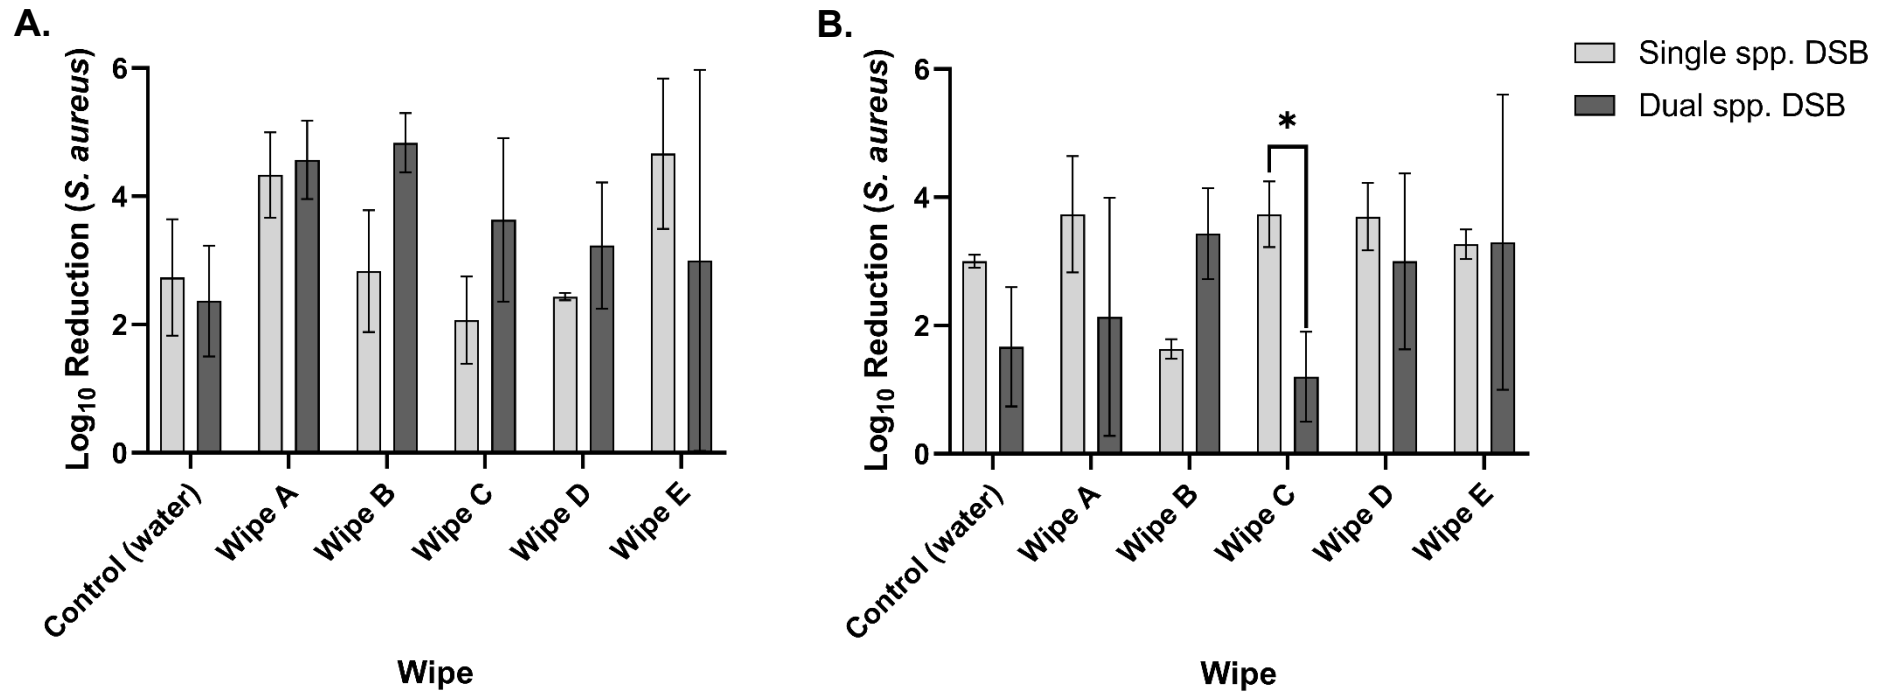 A.
Log10 Reduction (S. aureus)
6
4
2
0
Control (water)
Wipe A
Wipe B
Wipe C
Wipe D
Wipe E
Wipe
B.
Log10 Reduction (S. aureus)
6
4
2
0
*
Control (water)
Wipe A
Wipe B
Wipe C
Wipe D
Wipe E
Wipe
Single spp. DSB
Dual spp. DSB